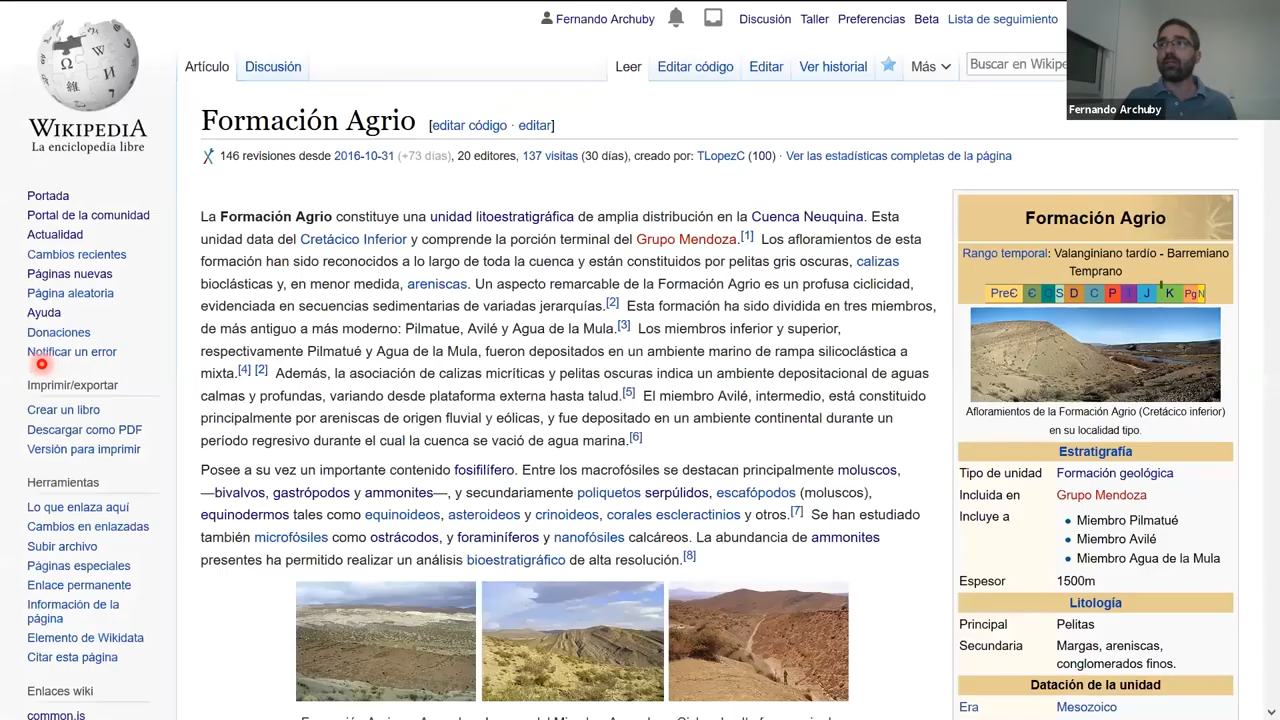 Fernando Archuby
Discusión
Taller
Preferencias
Beta
Lista de seguimiento
Artículo
Discusión
Leer
Editar código
Editar
Ver historial
Más
Buscar en Wikipe
Fernando Archuby
WIKIPEDIA
La enciclopedia libre
Formación Agrio [editar código · editar]
146 revisiones desde 2016-10-31 (+73 días), 20 editores, 137 visitas (30 días), creado por: TLopezC (100) · Ver las estadísticas completas de la página
Portada
Portal de la comunidad
Actualidad
Cambios recientes
Páginas nuevas
Página aleatoria
Ayuda
Donaciones
Notificar un error
Imprimir/exportar
Crear un libro
Descargar como PDF
Versión para imprimir
Herramientas
Lo que enlaza aquí
Cambios en enlazadas
Subir archivo
Páginas especiales
Enlace permanente
Información de la
página
Elemento de Wikidata
Citar esta página
Enlaces wiki
common.js
La Formación Agrio constituye una unidad litoestratigráfica de amplia distribución en la Cuenca Neuquina. Esta
unidad data del Cretácico Inferior y comprende la porción terminal del Grupo Mendoza.[1] Los afloramientos de esta
formación han sido reconocidos a lo largo de toda la cuenca y están constituidos por pelitas gris oscuras, calizas
bioclásticas y, en menor medida, areniscas. Un aspecto remarcable de la Formación Agrio es su profusa ciclicidad,
evidenciada en secuencias sedimentarias de variadas jerarquías.[2] Esta formación ha sido dividida en tres miembros,
de más antiguo a más moderno: Pilmatué, Avilé y Agua de la Mula.[3] Los miembros inferior y superior,
respectivamente Pilmatué y Agua de la Mula, fueron depositados en un ambiente marino de rampa silicoclástica a
mixta.[4] [2] Además, la asociación de calizas micríticas y pelitas oscuras indica un ambiente depositacional de aguas
calmas y profundas, variando desde plataforma externa hasta talud.[5] El miembro Avilé, intermedio, está constituido
principalmente por areniscas de origen fluvial y eólicas, y fue depositado en un ambiente continental durante un
período regresivo durante el cual la cuenca se vació de agua marina.[6]
Posee a su vez un importante contenido fosifilífero. Entre los macrofósiles se destacan principalmente moluscos,
—bivalvos, gastrópodos y ammonites—, y secundariamente poliquetos serpúlidos, escafópodos (moluscos),
equinodermos tales como equinoideos, asteroideos y crinoideos, corales escleractinios y otros.[7] Se han estudiado
también micrófósiles como ostrácodos, y foraminíferos y nanofósiles calcáreos. La abundancia de ammonites
presentes ha permitido realizar un análisis bioestratigráfico de alta resolución.[8]
Formación Agrio
Rango temporal: Valanginiano tardío - Barremiano
Temprano
PreЄ Є O S D C P T J K Pg N
Afloramientos de la Formación Agrio (Cretácico inferior)
en su localidad tipo.
Estratigrafía
Tipo de unidad Formación geológica
Incluida en Grupo Mendoza
Incluye a
Miembro Pilmatué
Miembro Avilé
Miembro Agua de la Mula
Espesor 1500m
Litología
Principal Pelitas
Secundaria Margas, areniscas,
conglomerados finos.
Datación de la unidad
Era Mesozoico